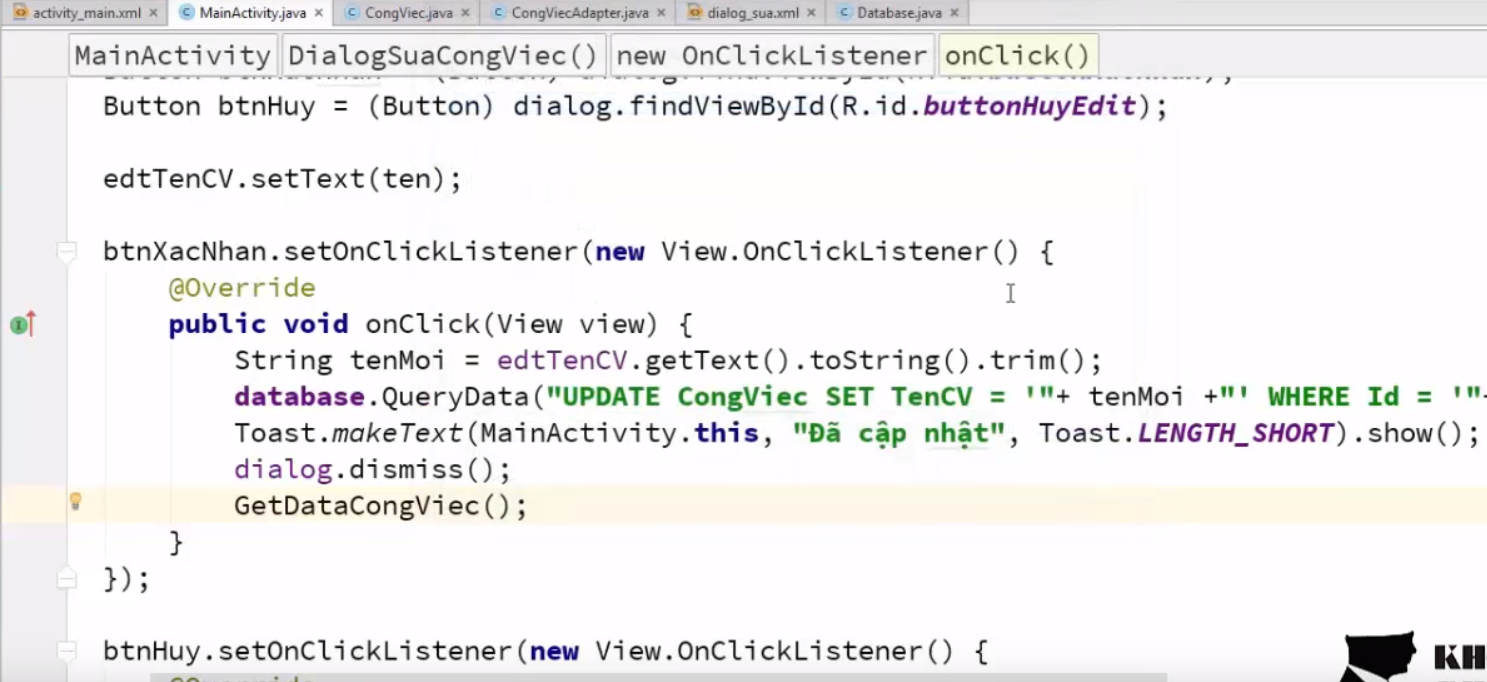 activity_main.xml × MainActivity.java × CongViec.java × CongViecAdapter.java × dialog_sua.xml × Database.java ×
MainActivity DialogSuaCongViec() new OnClickListener onClick()
Button btnHuy = (Button) dialog.findViewById(R.id.buttonHuyEdit);
edtTenCV.setText(ten);
btnXacNhan.setOnClickListener(new View.OnClickListener() {
@Override
public void onClick(View view) {
String tenMoi = edtTenCV.getText().toString().trim();
database.QueryData("UPDATE CongViec SET TenCV = '"+ tenMoi +"' WHERE Id = '"
Toast.makeText(MainActivity.this, "Đã cập nhật", Toast.LENGTH_SHORT).show();
dialog.dismiss();
GetDataCongViec();
}
});
btnHuy.setOnClickListener(new View.OnClickListener() {
KH